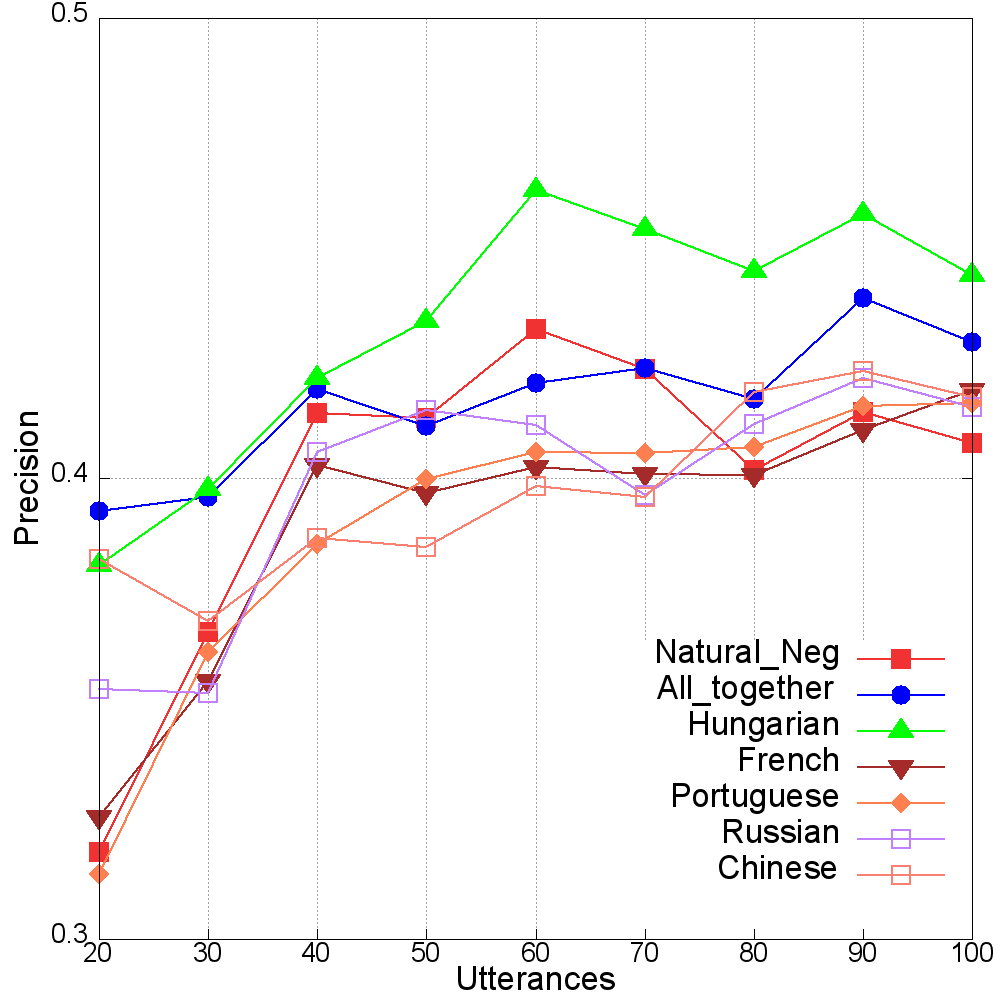 0.5
Precision
0.4
0.3
Natural_Neg
All_together
Hungarian
French
Portuguese
Russian
Chinese
20 30 40 50 60 70 80 90 100
Utterances